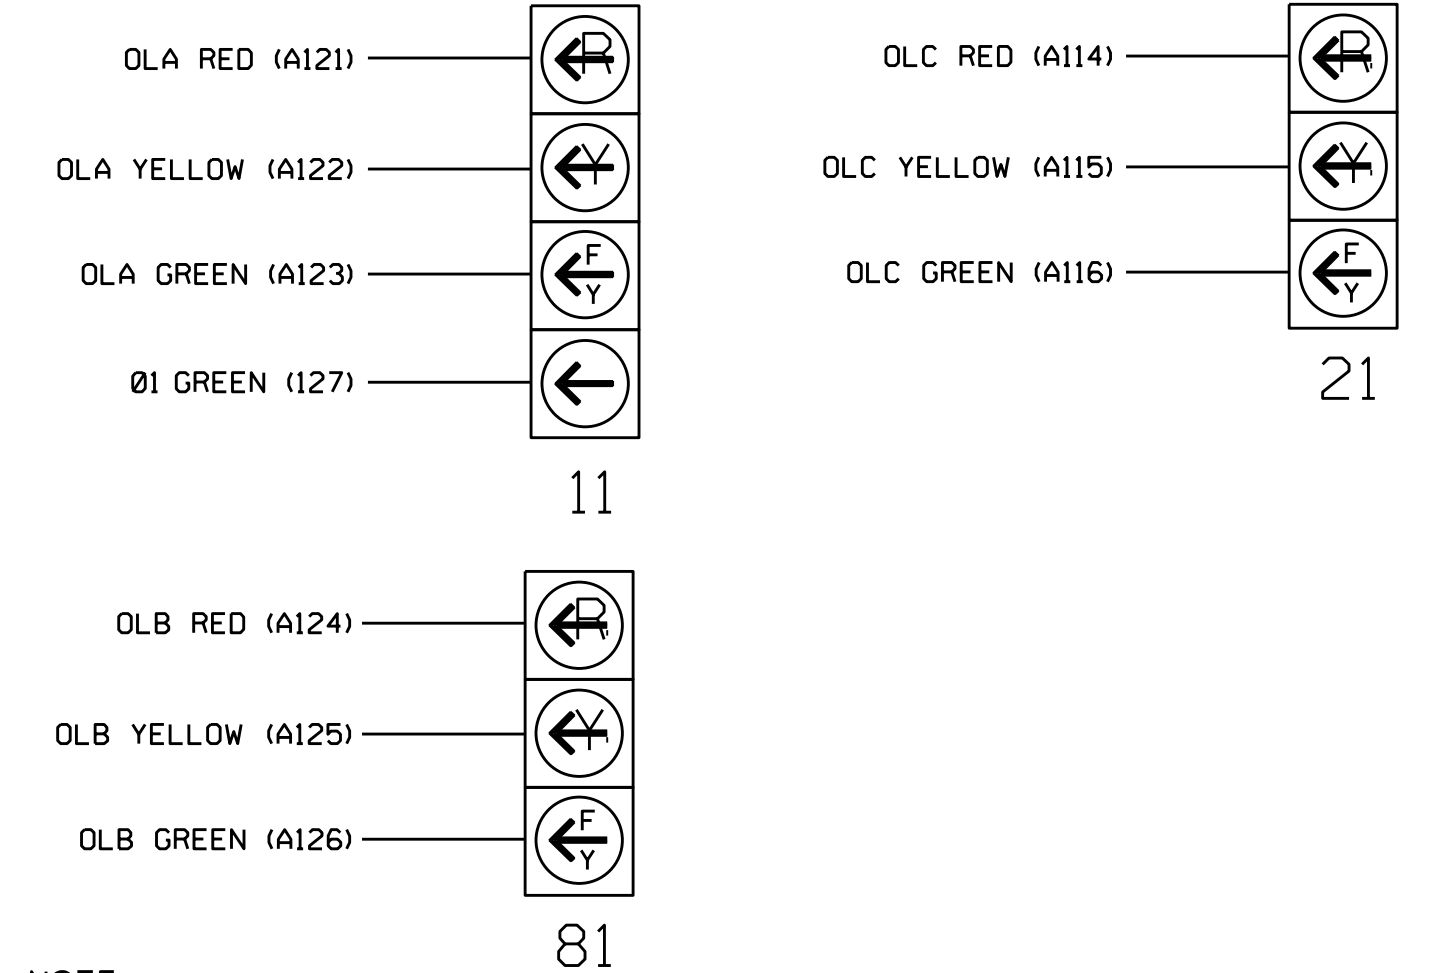 OLA RED (A121)
R
OLA YELLOW (A122)
Y
OLA GREEN (A123)
F
Y
Ø1 GREEN (127)
11
OLC RED (A114)
R
OLC YELLOW (A115)
Y
OLC GREEN (A116)
F
Y
21
OLB RED (A124)
R
OLB YELLOW (A125)
Y
OLB GREEN (A126)
F
Y
81